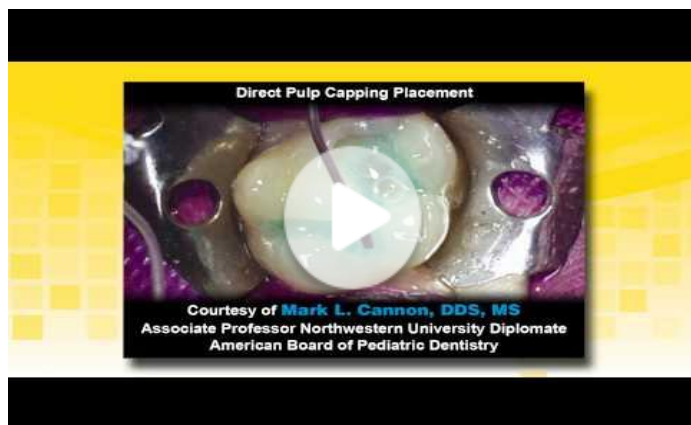 Direct Pulp Capping Placement
Courtesy of Mark L. Cannon, DDS, MS
Associate Professor Northwestern University Diplomate
American Board of Pediatric Dentistry